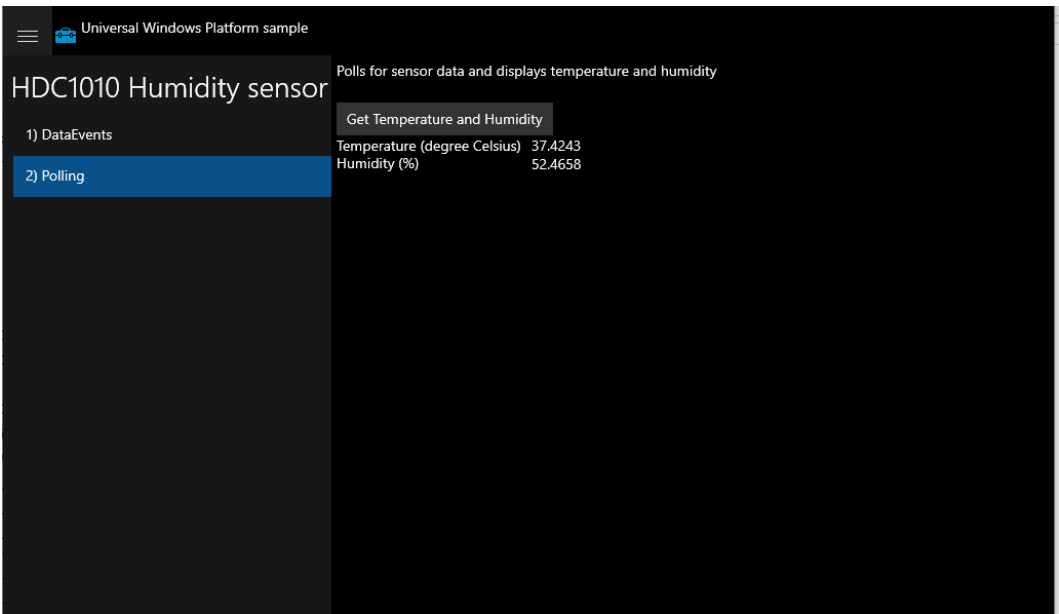 Universal Windows Platform sample
HDC1010 Humidity sensor
1) DataEvents
2) Polling
Polls for sensor data and displays temperature and humidity
Get Temperature and Humidity
Temperature (degree Celsius) 37.4243
Humidity (%) 52.4658